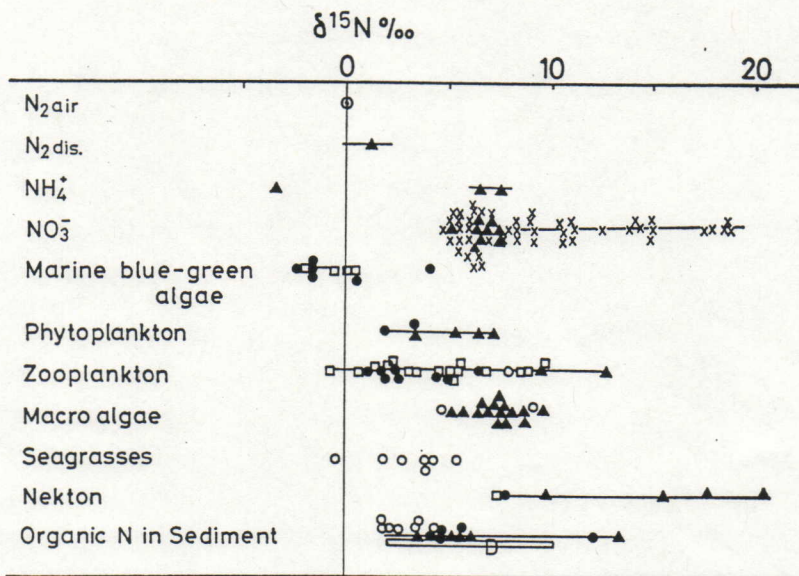 δ¹⁵N ‰
0 10 20
N₂ air
N₂ dis.
NH₄⁺
NO₃⁻
Marine blue-green
algae
Phytoplankton
Zooplankton
Macro algae
Seagrasses
Nekton
Organic N in Sediment